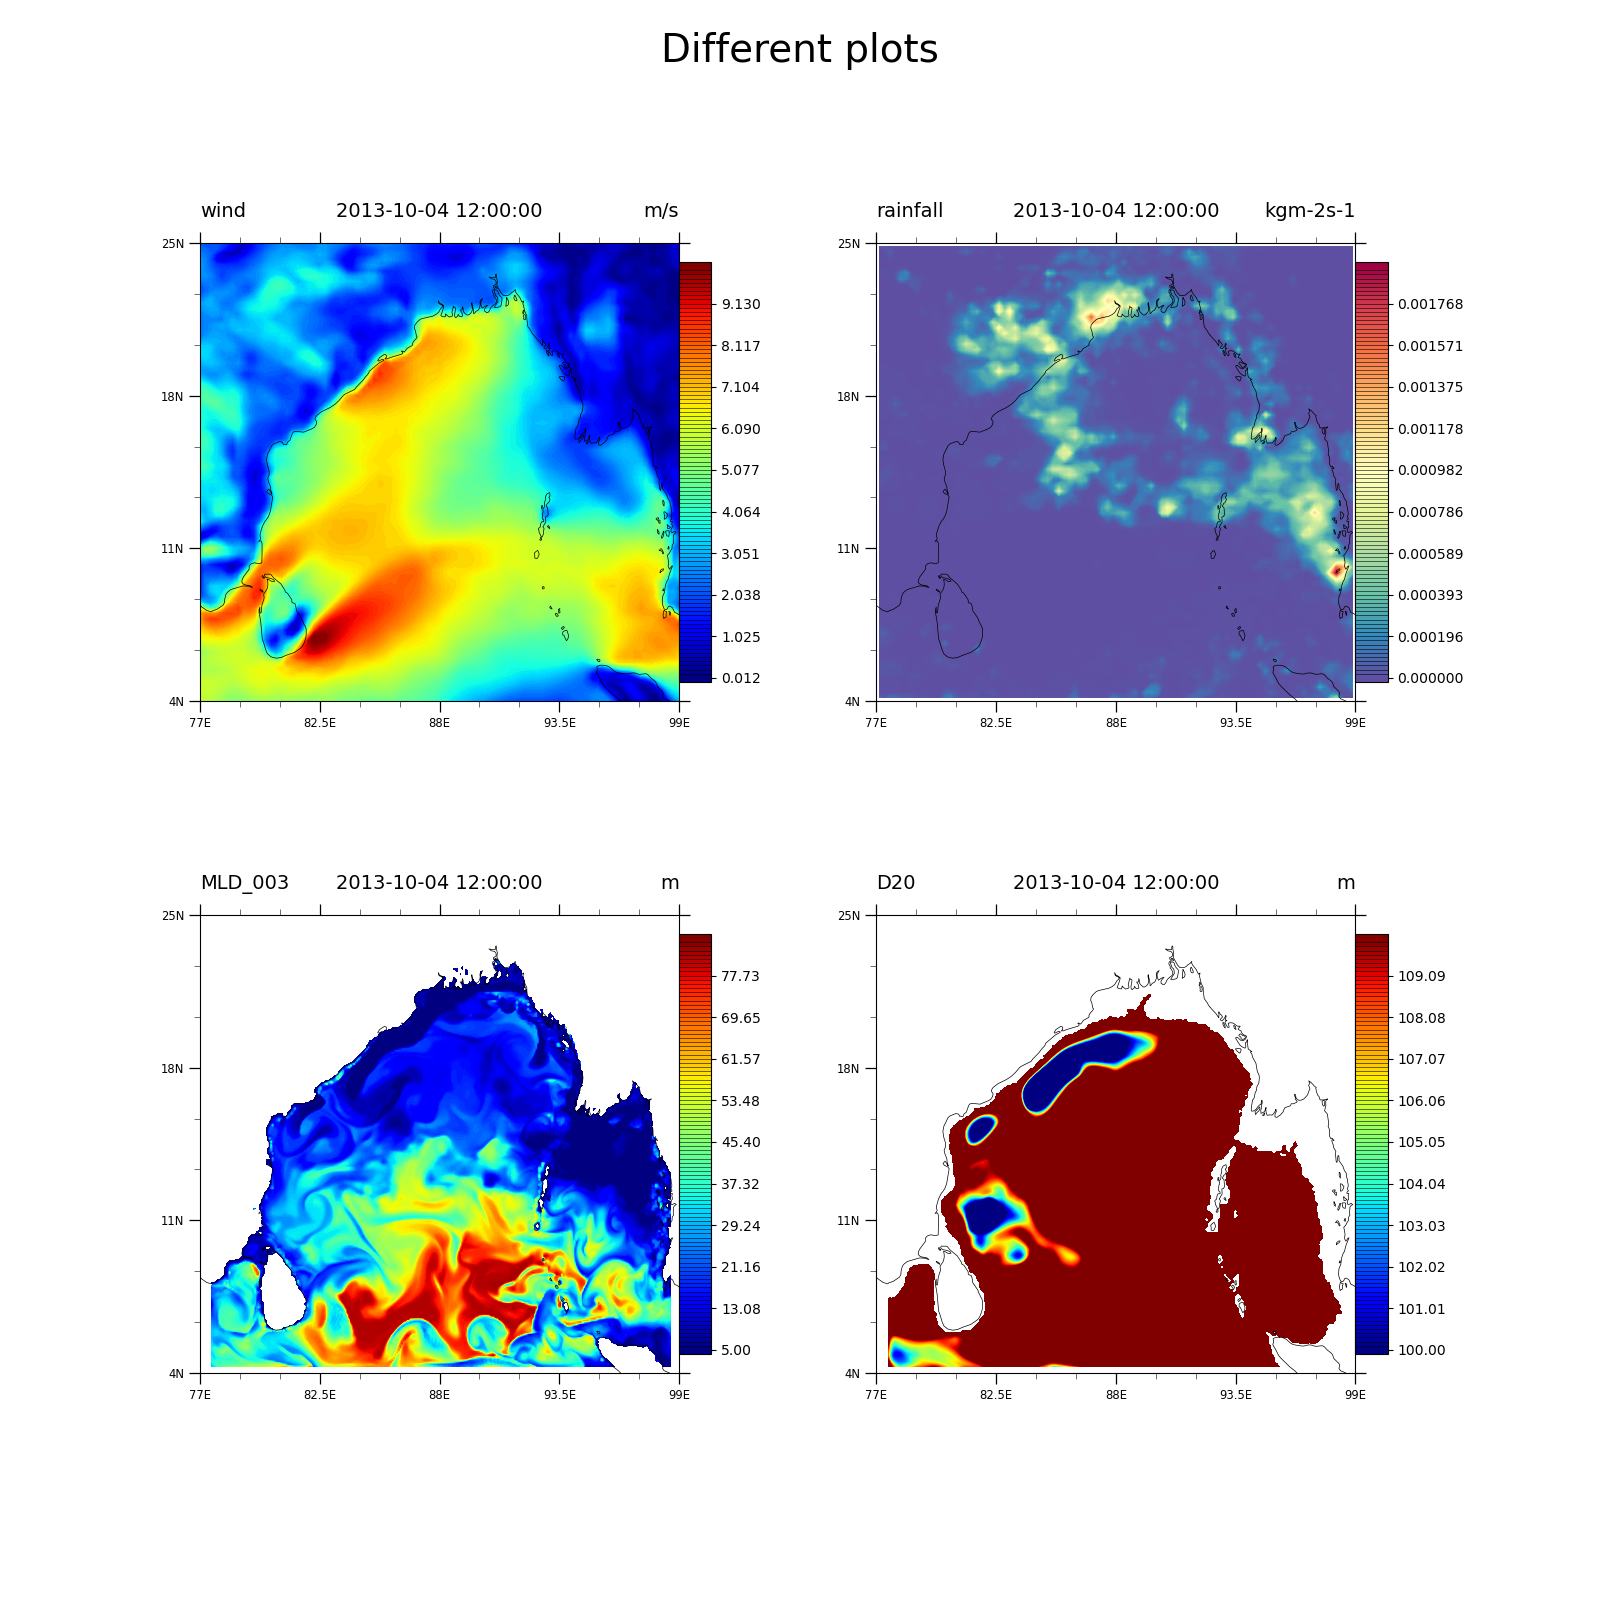 Different plots
wind 2013-10-04 12:00:00 m/s
25N
18N
11N
4N
77E 82.5E 88E 93.5E 99E
9.130
8.117
7.104
6.090
5.077
4.064
3.051
2.038
1.025
0.012
rainfall 2013-10-04 12:00:00 kgm-2s-1
25N
18N
11N
4N
77E 82.5E 88E 93.5E 99E
0.001768
0.001571
0.001375
0.001178
0.000982
0.000786
0.000589
0.000393
0.000196
0.000000
MLD_003 2013-10-04 12:00:00 m
25N
18N
11N
4N
77E 82.5E 88E 93.5E 99E
77.73
69.65
61.57
53.48
45.40
37.32
29.24
21.16
13.08
5.00
D20 2013-10-04 12:00:00 m
25N
18N
11N
4N
77E 82.5E 88E 93.5E 99E
109.09
108.08
107.07
106.06
105.05
104.04
103.03
102.02
101.01
100.00